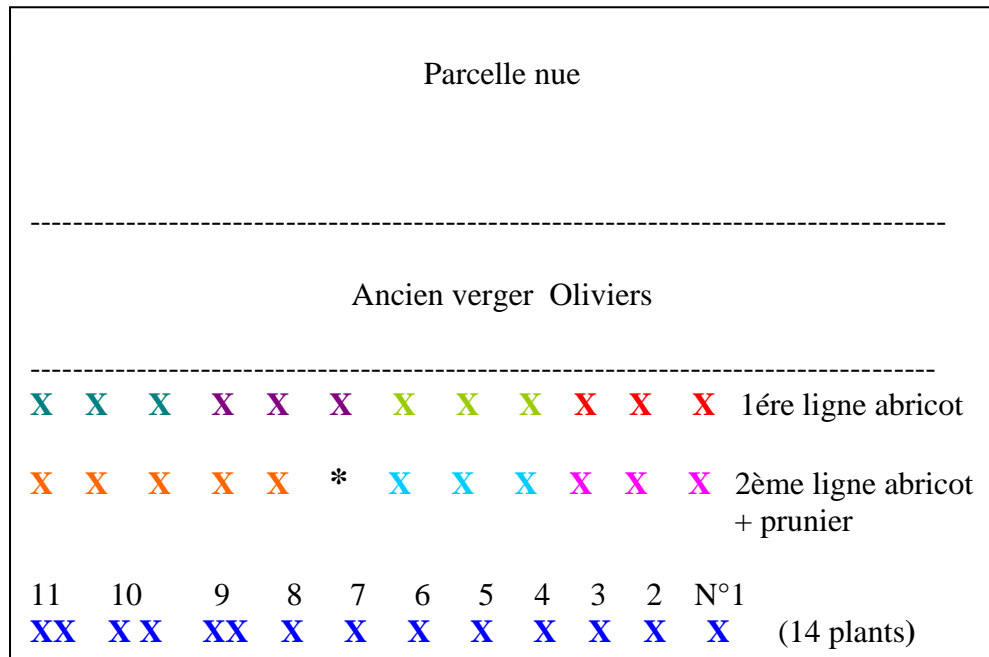 Parcelle nue
--------------------------------------------------------------------------------------
Ancien verger Oliviers
-------------------------------------------------------------------------------------
X X X X X X X X X X X X 1ére ligne abricot
X X X X X * X X X X X X 2ème ligne abricot
+ prunier
11 10 9 8 7 6 5 4 3 2 N°1
XX X X XX X X X X X X X X (14 plants)